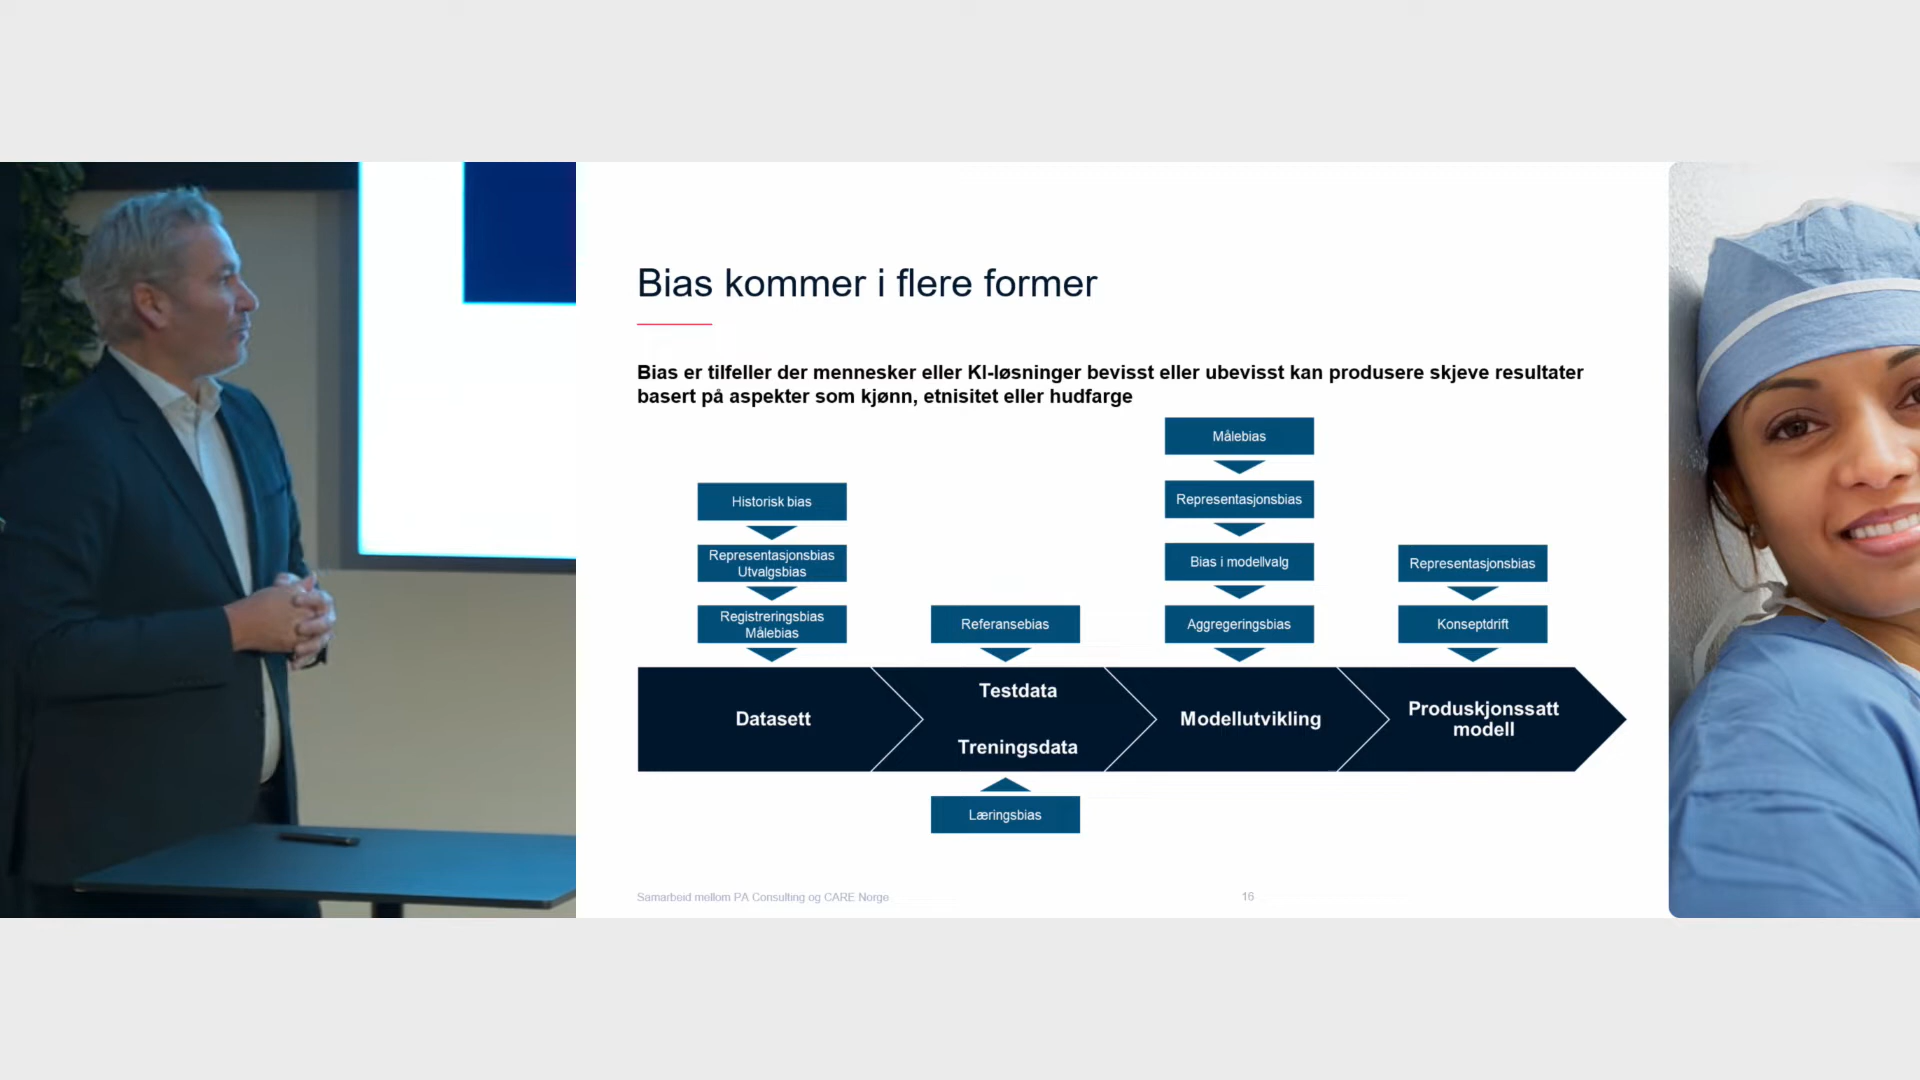 Bias kommer i flere former
Bias er tilfeller der mennesker eller KI-løsninger bevisst eller ubevisst kan produsere skjeve resultater
basert på aspekter som kjønn, etnisitet eller hudfarge
Historisk bias
Representasjonsbias
Utvalgsbias
Registreringsbias
Målebias
Referansebias
Målebias
Representasjonsbias
Bias i modellvalg
Aggregeringsbias
Representasjonsbias
Konseptdrift
Datasett
Testdata
Treningsdata
Modellutvikling
Produskjonssatt
modell
Læringsbias
Samarbeid mellom PA Consulting og CARE Norge
16